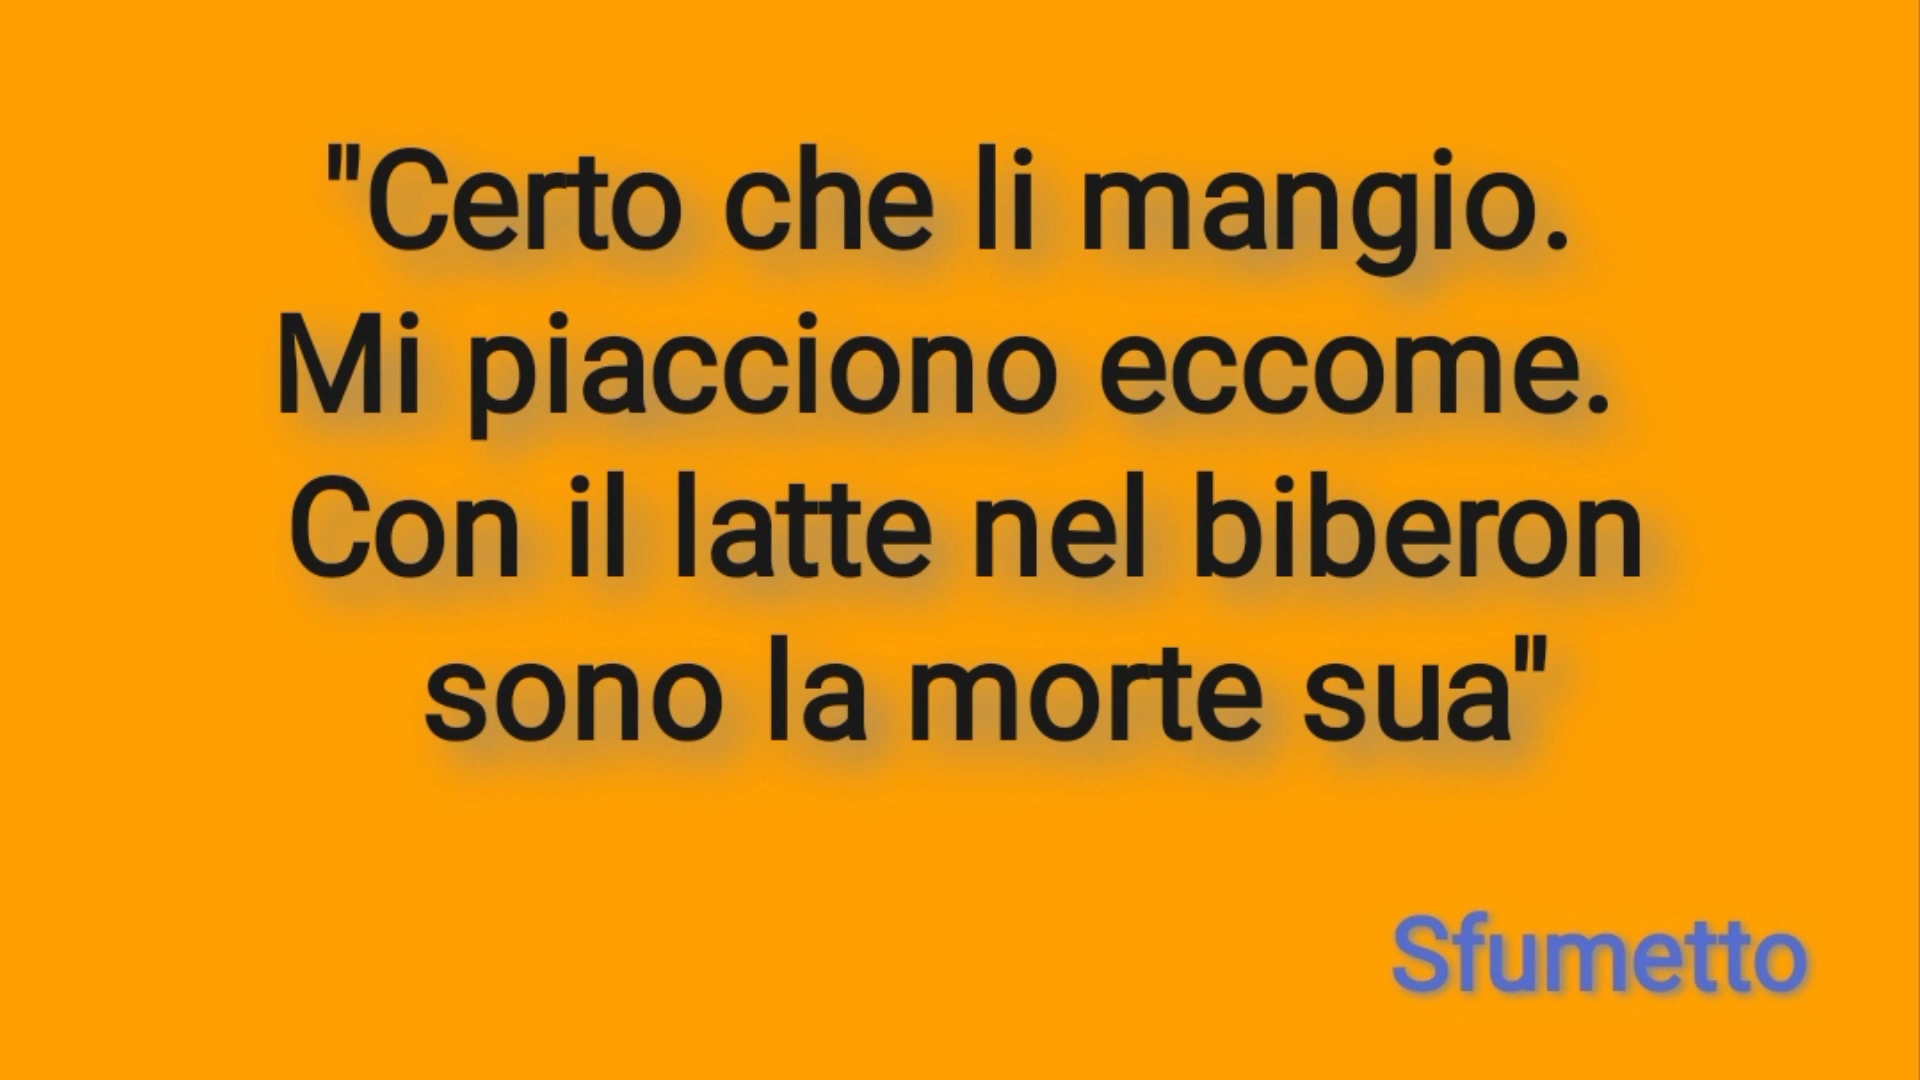 "Certo che li mangio.
Mi piacciono eccome.
Con il latte nel biberon
sono la morte sua"
Sfumetto